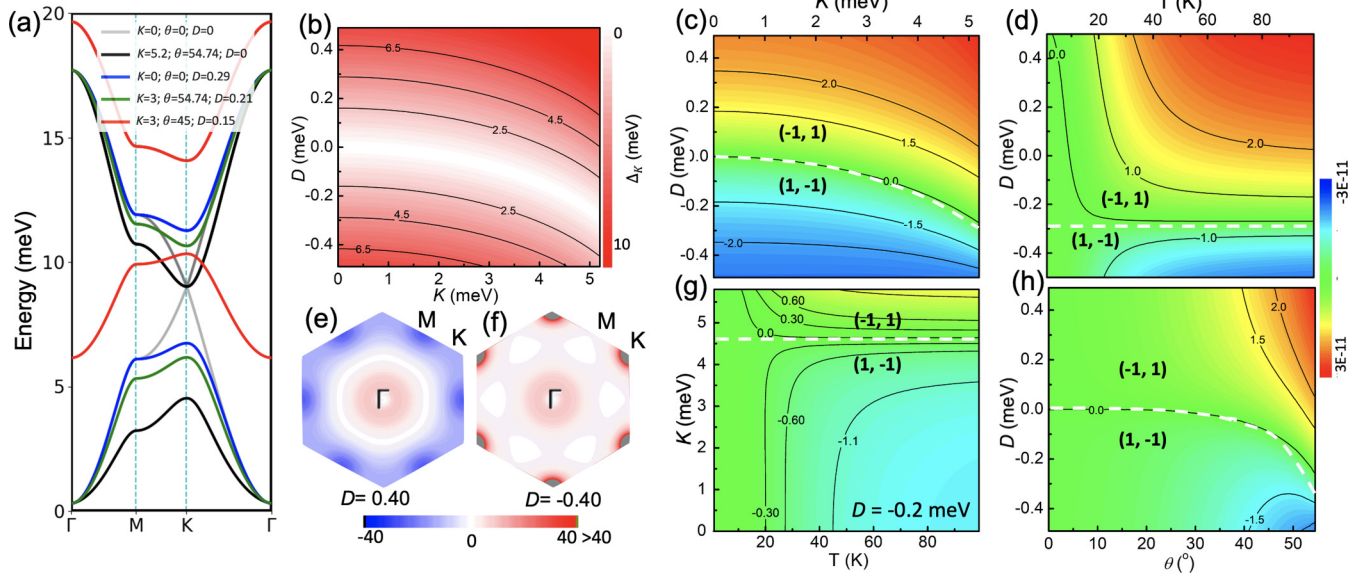 (a)
K=0; θ=0; D=0
K=5.2; θ=54.74; D=0
K=0; θ=0; D=0.29
K=3; θ=54.74; D=0.21
K=3; θ=45; D=0.15
Energy (meV)
20
15
10
5
0
Γ M K Γ
(b)
D (meV)
0.4
0.2
0.0
-0.2
-0.4
6.5
4.5
2.5
2.5
4.5
6.5
0 1 2 3 4 5
K (meV)
0
Δ_K
10
(e)
M
K
Γ
D= 0.40
(f)
M
K
Γ
D= -0.40
-40 0 40 >40
K (meV)
(c)
0 1 2 3 4 5
D (meV)
0.4
0.2
0.0
-0.2
-0.4
2.0
1.5
(-1, 1)
0.0
(1, -1)
-1.5
-2.0
T (K)
(d)
20 40 60 80
D (meV)
0.4
0.2
0.0
-0.2
-0.4
0.0
2.0
1.0
(-1, 1)
(1, -1)
-1.0
(g)
K (meV)
5
4
3
2
1
0
0.60
0.30
0.0
(-1, 1)
(1, -1)
-0.60
-1.1
-0.30
D = -0.2 meV
20 40 60 80
T (K)
(h)
D (meV)
0.4
0.2
0.0
-0.2
-0.4
2.0
1.5
(-1, 1)
0.0
(1, -1)
-1.5
0 10 20 30 40 50
θ (°)
-3E-11
3E-11